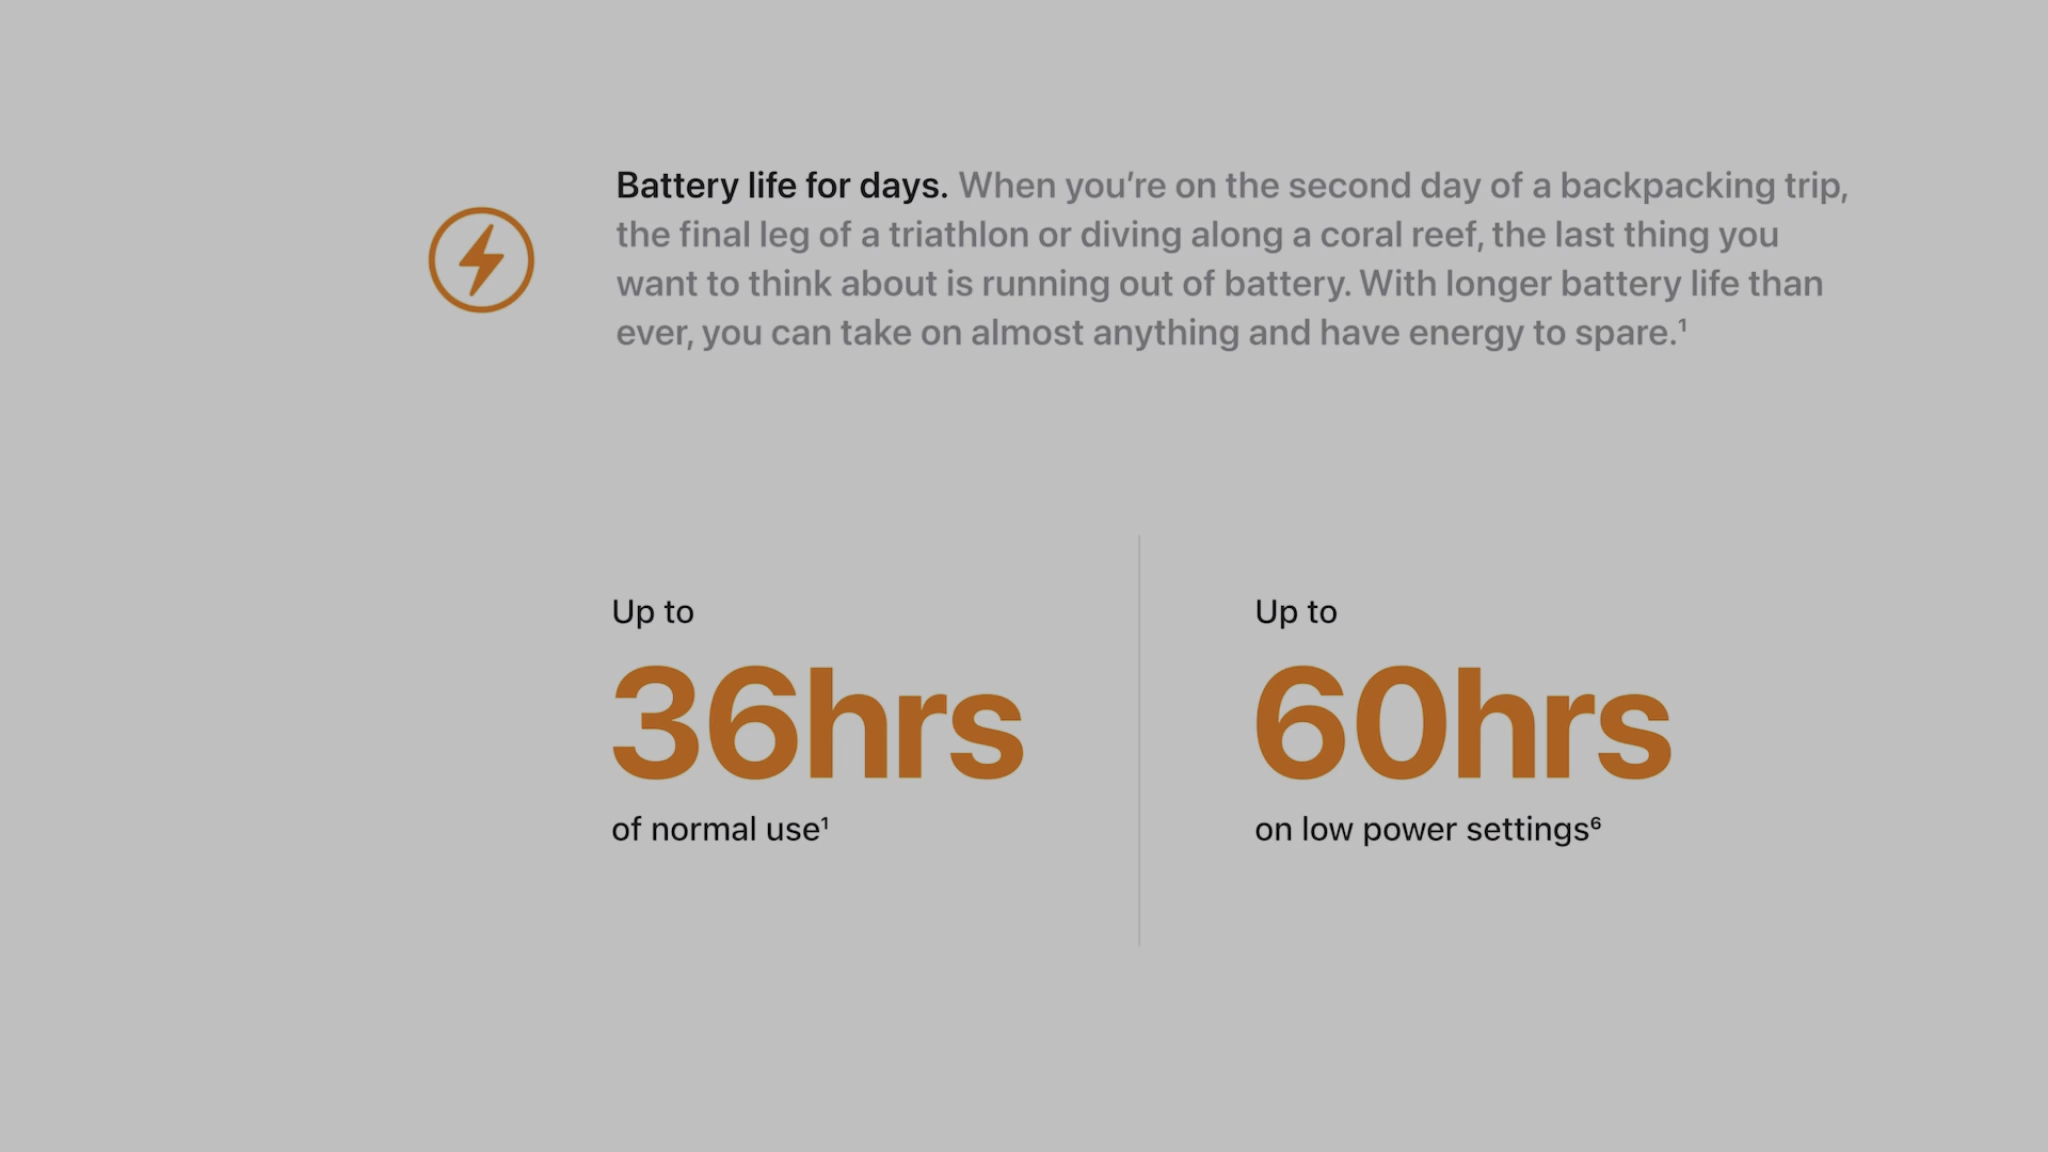 Battery life for days. When you’re on the second day of a backpacking trip,
the final leg of a triathlon or diving along a coral reef, the last thing you
want to think about is running out of battery. With longer battery life than
ever, you can take on almost anything and have energy to spare.¹
Up to
36hrs
of normal use¹
Up to
60hrs
on low power settings⁶